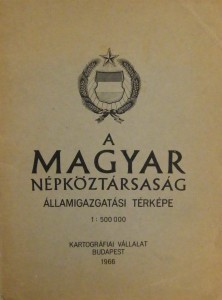 A
MAGYAR
NÉPKÖZTÁRSASÁG
ÁLLAMIGAZGATÁSI TÉRKÉPE
1 : 500 000
KARTOGRÁFIAI VÁLLALAT
BUDAPEST
1966